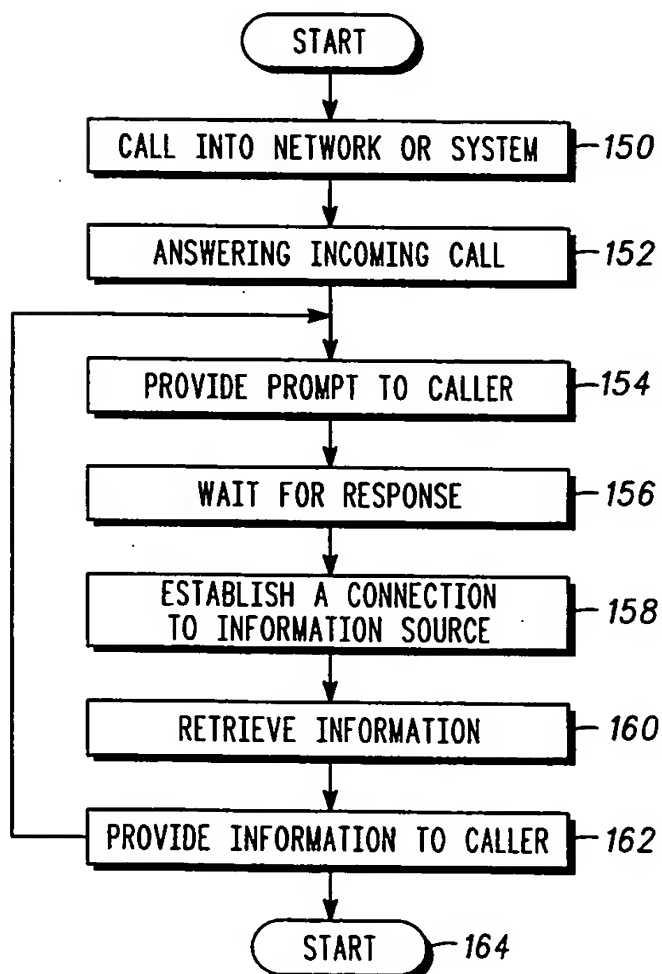 START
CALL INTO NETWORK OR SYSTEM 150
ANSWERING INCOMING CALL 152
PROVIDE PROMPT TO CALLER 154
WAIT FOR RESPONSE 156
ESTABLISH A CONNECTION
TO INFORMATION SOURCE 158
RETRIEVE INFORMATION 160
PROVIDE INFORMATION TO CALLER 162
START 164